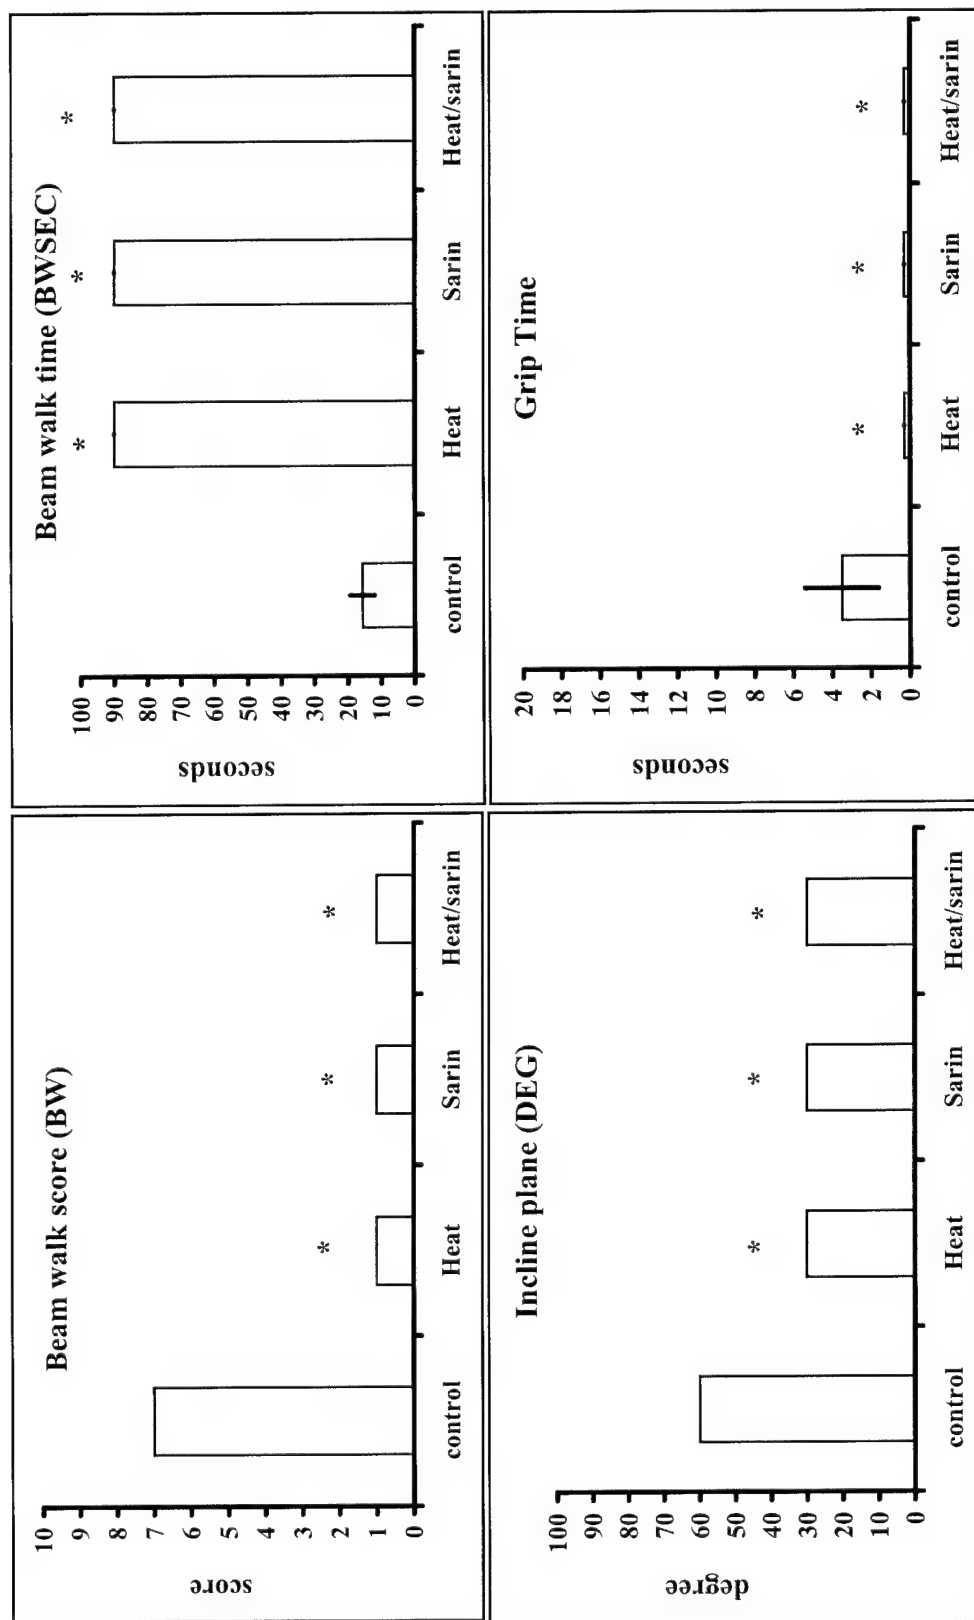 Beam walk score (BW)
score
10
9
8
7
6
5
4
3
2
1
0
*
*
*
control
Heat
Sarin
Heat/sarin
Beam walk time (BWSEC)
seconds
100
90
80
70
60
50
40
30
20
10
0
*
*
*
control
Heat
Sarin
Heat/sarin
Incline plane (DEG)
degree
100
90
80
70
60
50
40
30
20
10
0
*
*
*
control
Heat
Sarin
Heat/sarin
Grip Time
seconds
20
18
16
14
12
10
8
6
4
2
0
*
*
*
control
Heat
Sarin
Heat/sarin